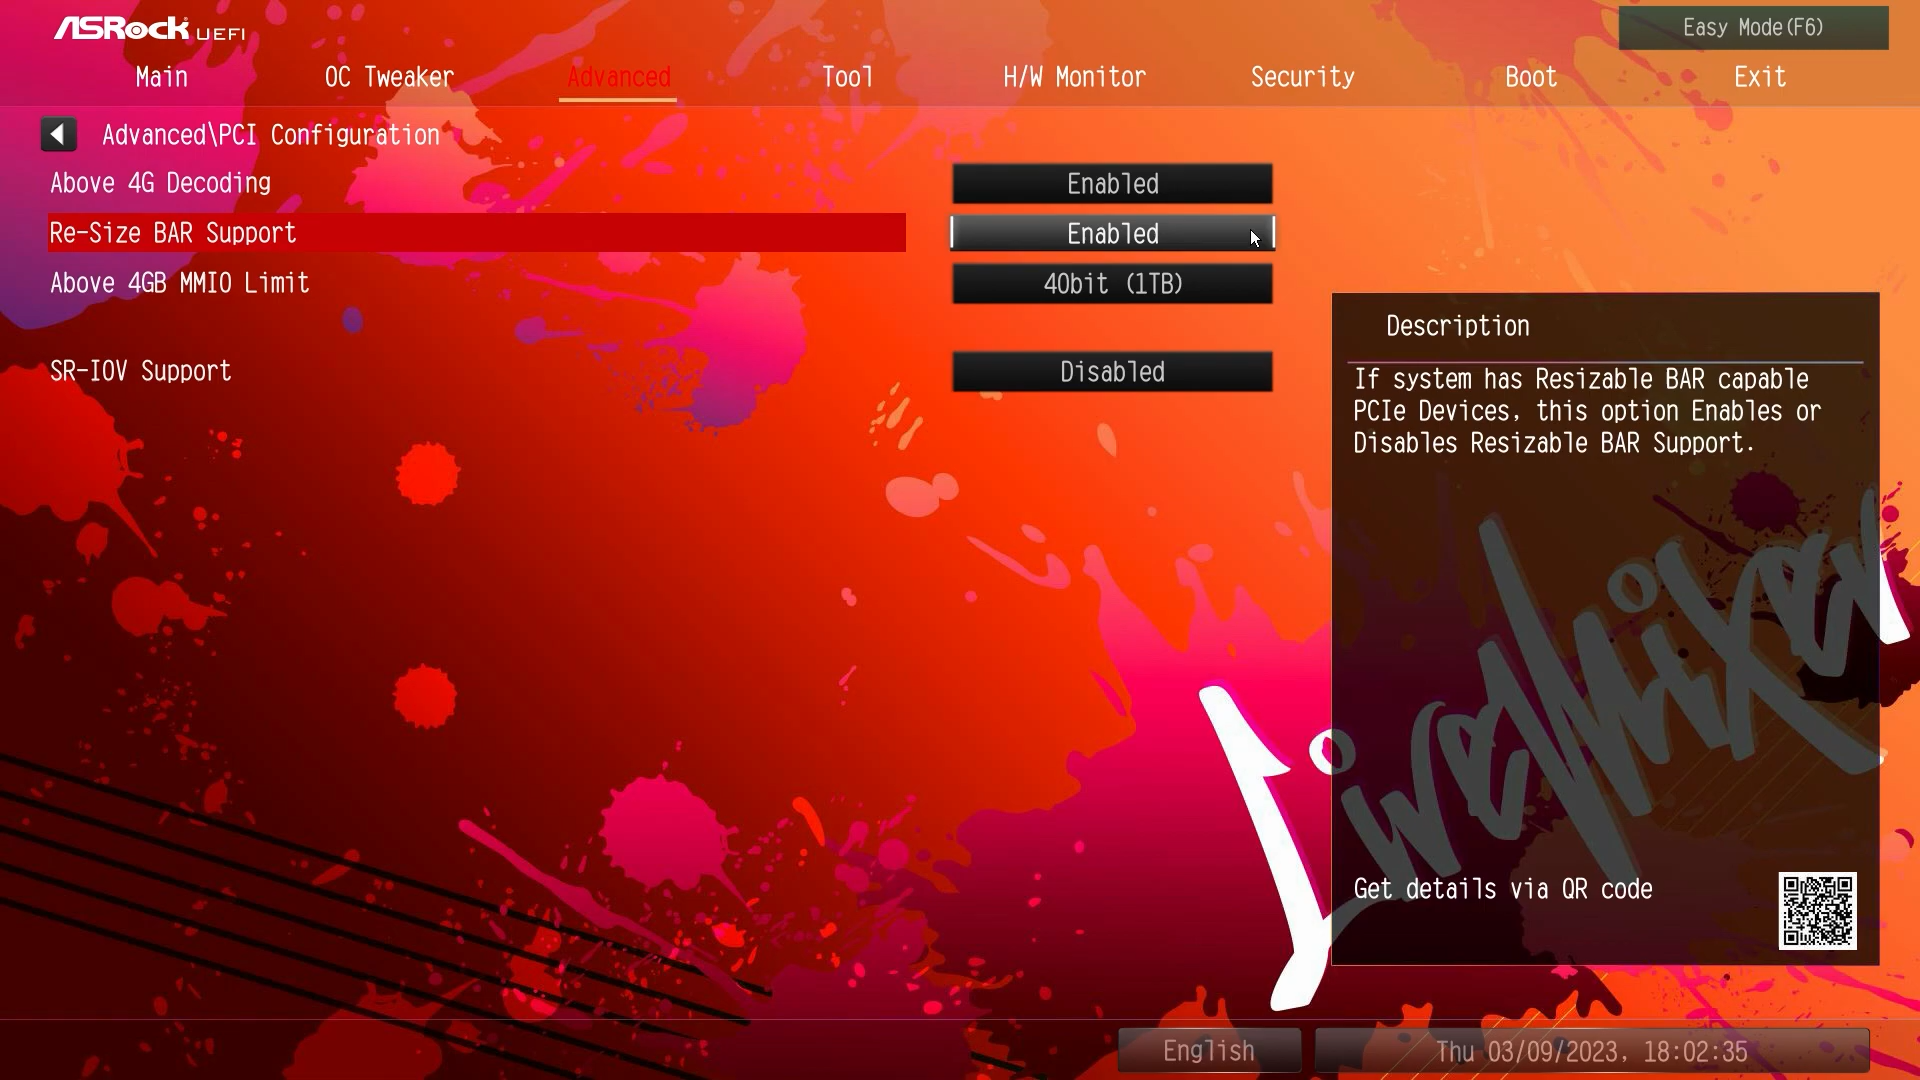 ASRock UEFI
Easy Mode(F6)
Main OC Tweaker Advanced Tool H/W Monitor Security Boot Exit
Advanced\PCI Configuration
Above 4G Decoding Enabled
Re-Size BAR Support Enabled
Above 4GB MMIO Limit 40bit (1TB)
SR-IOV Support Disabled
Description
If system has Resizable BAR capable
PCIe Devices, this option Enables or
Disables Resizable BAR Support.
LiveMixer
Get details via QR code
English Thu 03/09/2023, 18:02:35